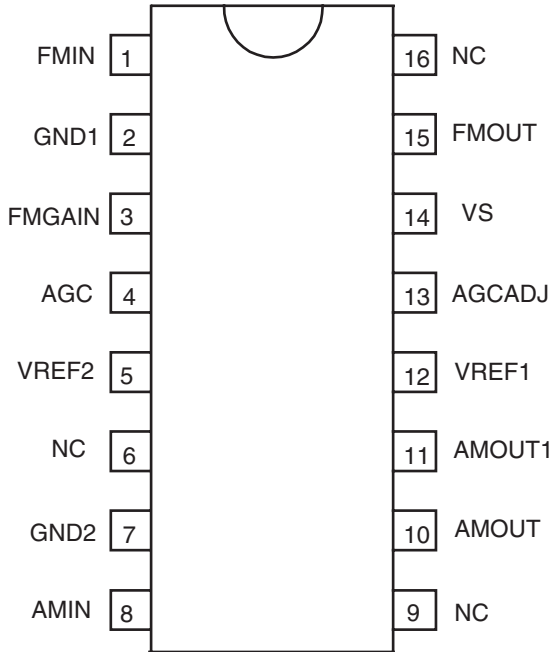 FMIN 1 16 NC
GND1 2 15 FMOUT
FMGAIN 3 14 VS
AGC 4 13 AGCADJ
VREF2 5 12 VREF1
NC 6 11 AMOUT1
GND2 7 10 AMOUT
AMIN 8 9 NC